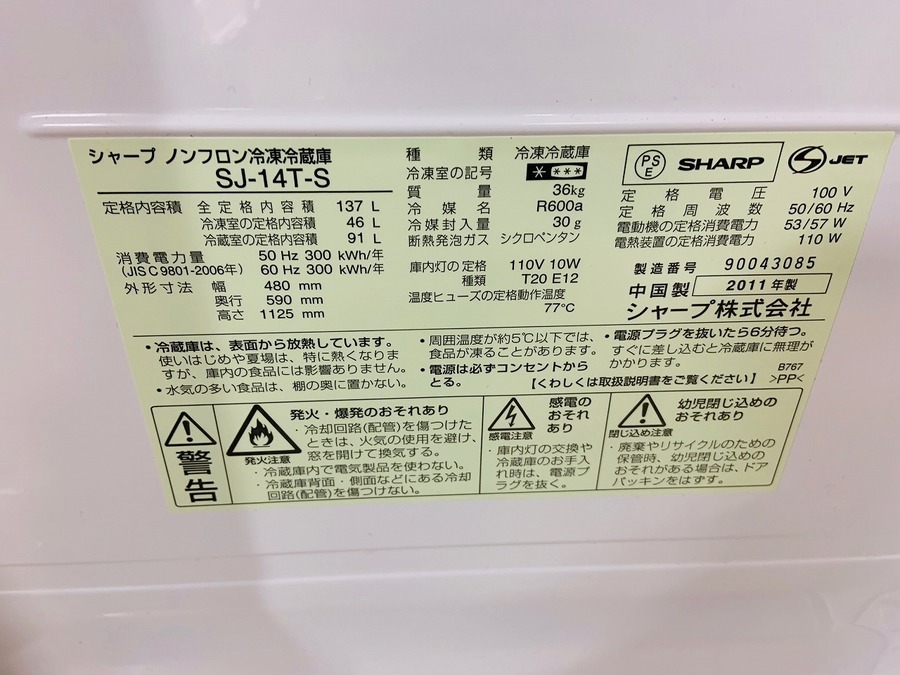 シャープ ノンフロン冷凍冷蔵庫
SJ-14T-S
定格内容積 全定格内容積 137 L
冷凍室の定格内容積 46 L
冷蔵室の定格内容積 91 L
消費電力量 50 Hz 300 kWh/年
(JIS C 9801-2006年) 60 Hz 300 kWh/年
外形寸法 幅 480 mm
奥行 590 mm
高さ 1125 mm
種類 冷凍冷蔵庫
冷凍室の記号 * ***
質量 36kg
冷媒名 R600a
冷媒封入量 30 g
断熱発泡ガス シクロペンタン
庫内灯の定格 110V 10W
種類 T20 E12
温度ヒューズの定格動作温度
77℃
PS
E
SHARP
S JET
定格電圧 100 V
定格周波数 50/60 Hz
電動機の定格消費電力 53/57 W
電熱装置の定格消費電力 110 W
製造番号 90043085
中国製 2011年製
シャープ株式会社
・冷蔵庫は、表面から放熱しています。
使いはじめや夏場は、特に熱くなりま
すが、庫内の食品には影響ありません。
・水気の多い食品は、棚の奥に置かない。
・周囲温度が約5℃以下では、
食品が凍ることがあります。
・電源は必ずコンセントから
とる。
・電源プラグを抜いたら6分待つ。
すぐに差し込むと冷蔵庫に無理が
かかります。
B767
【くわしくは取扱説明書をご覧ください】 >PP<
警告
発火注意
発火・爆発のおそれあり
・冷却回路(配管)を傷つけた
ときは、火気の使用を避け、
窓を開けて換気する。
・冷蔵庫内で電気製品を使わない。
・冷蔵庫背面・側面などにある冷却
回路(配管)を傷つけない。
感電注意
感電の
おそれ
あり
・庫内灯の交換や
冷蔵庫のお手入
れ時は、電源プ
ラグを抜く。
閉じ込め注意
幼児閉じ込めの
おそれあり
・廃棄やリサイクルのための
保管時、幼児閉じ込めの
おそれがある場合は、ドア
パッキンをはずす。